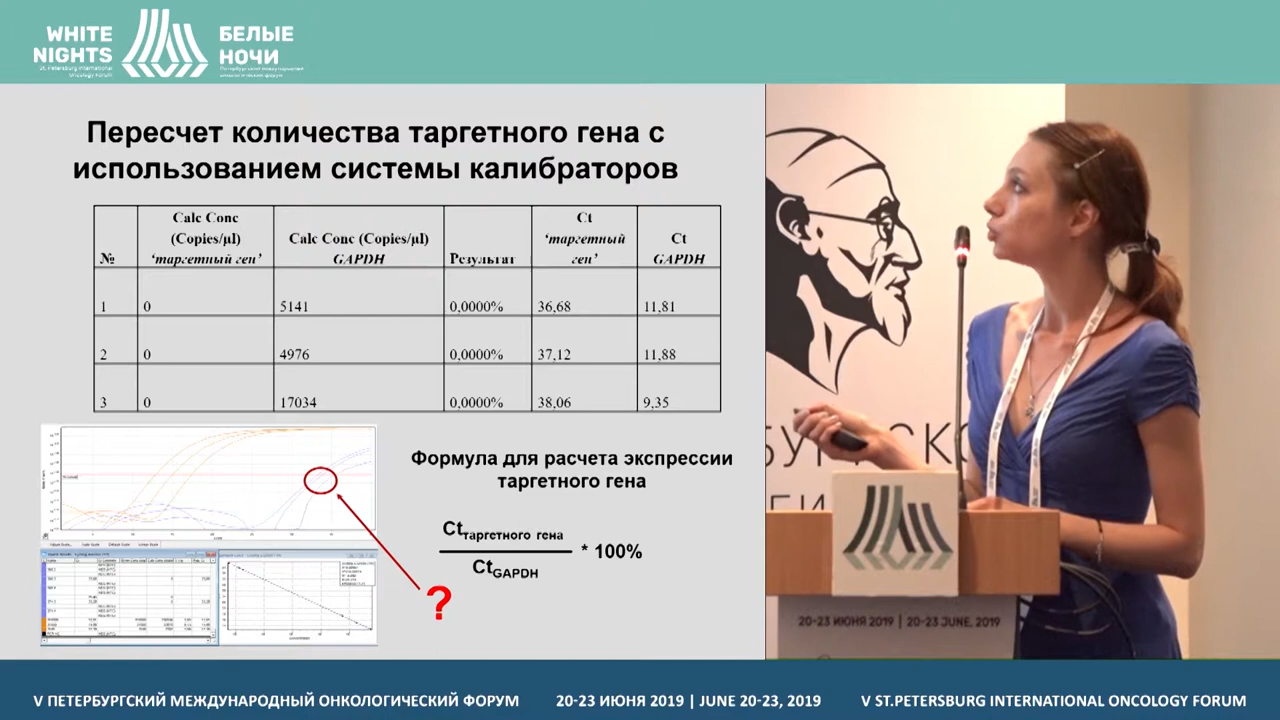 WHITE
NIGHTS
St. Petersburg International
Oncology Forum
БЕЛЫЕ
НОЧИ
Петербургский международный
онкологический форум
Пересчет количества таргетного гена с
использованием системы калибраторов
№ Calc Conc (Copies/µl) ‘таргетный ген’ Calc Conc (Copies/µl) GAPDH Результат Ct ‘таргетный ген’ Ct GAPDH
1 0 5141 0,0000% 36,68 11,81
2 0 4976 0,0000% 37,12 11,88
3 0 17034 0,0000% 38,06 9,35
Формула для расчета экспрессии
таргетного гена
Ctтаргетного гена
* 100%
CtGAPDH
?
20-23 ИЮНЯ 2019 | 20-23 JUNE, 2019
V ПЕТЕРБУРГСКИЙ МЕЖДУНАРОДНЫЙ ОНКОЛОГИЧЕСКИЙ ФОРУМ 20-23 ИЮНЯ 2019 | JUNE 20-23, 2019 V ST.PETERSBURG INTERNATIONAL ONCOLOGY FORUM